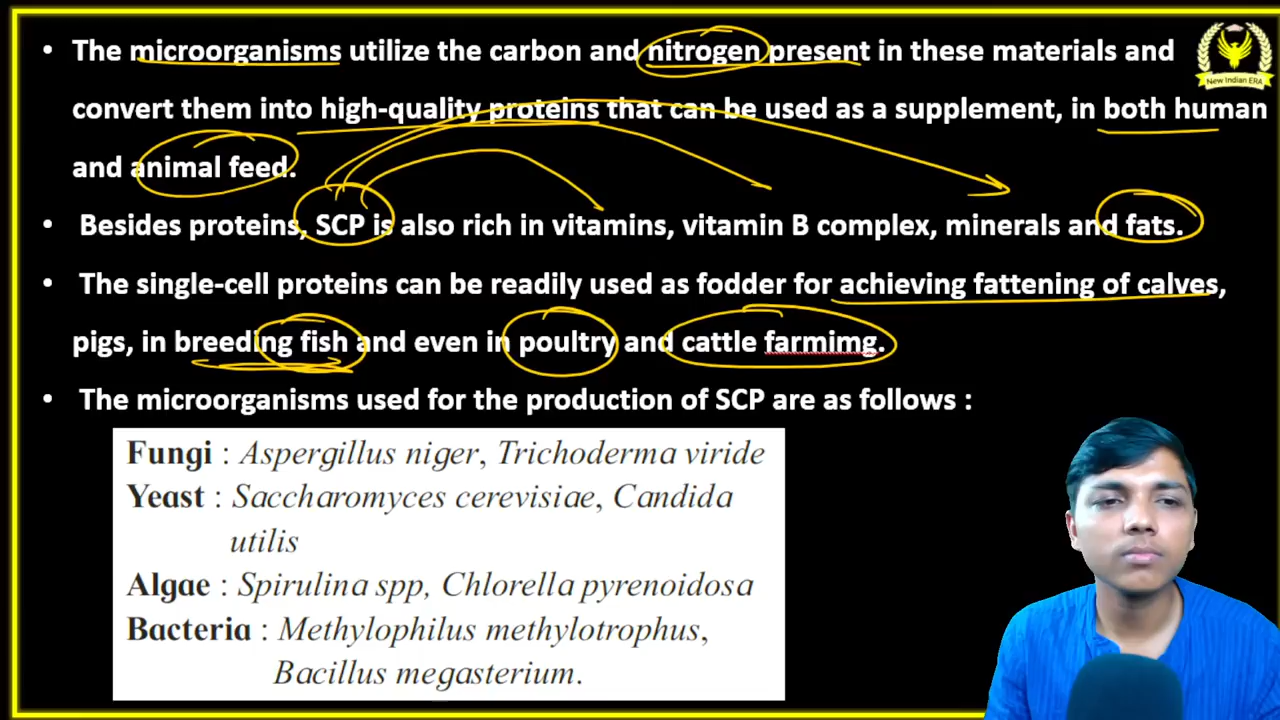 • The microorganisms utilize the carbon and nitrogen present in these materials and
convert them into high-quality proteins that can be used as a supplement, in both human
and animal feed.
• Besides proteins, SCP is also rich in vitamins, vitamin B complex, minerals and fats.
• The single-cell proteins can be readily used as fodder for achieving fattening of calves,
pigs, in breeding fish and even in poultry and cattle farmimg.
• The microorganisms used for the production of SCP are as follows :
Fungi : Aspergillus niger, Trichoderma viride
Yeast : Saccharomyces cerevisiae, Candida
utilis
Algae : Spirulina spp, Chlorella pyrenoidosa
Bacteria : Methylophilus methylotrophus,
Bacillus megasterium.
New Indian ERA